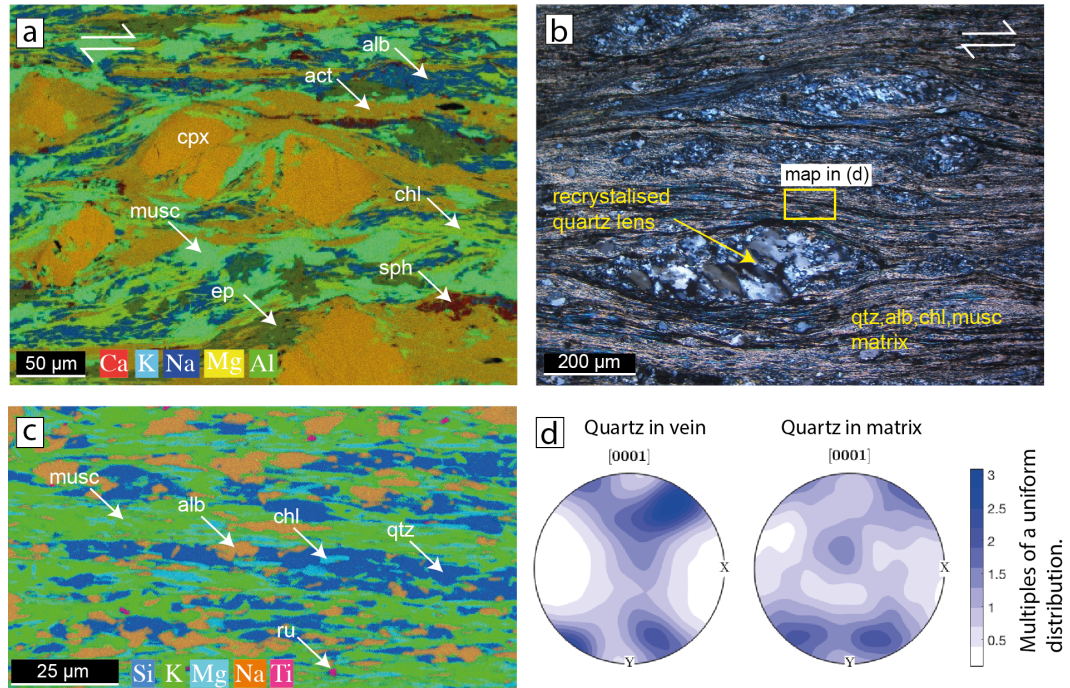 a
alb
act
cpx
chl
musc
sph
ep
50 µm
Ca K Na Mg Al
b
map in (d)
recrystalised
quartz lens
qtz,alb,chl,musc
matrix
200 µm
c
musc
alb
chl
qtz
ru
25 µm
Si K Mg Na Ti
d
Quartz in vein
[0001]
X
Y
Quartz in matrix
[0001]
X
Y
3
2.5
2
1.5
1
0.5
Multiples of a uniform
distribution.